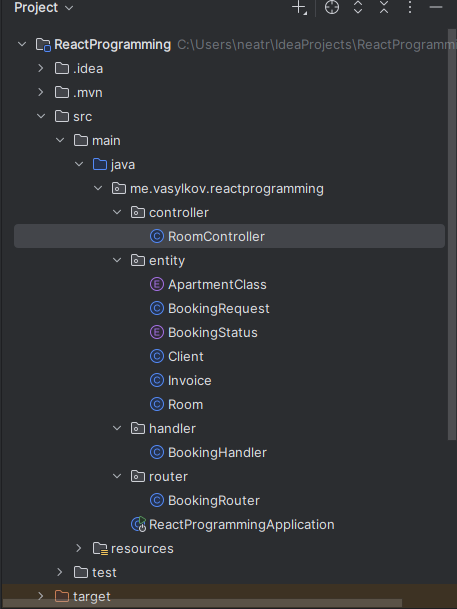 Project
ReactProgramming C:\Users\neatr\IdeaProjects\ReactProgrammi
.idea
.mvn
src
main
java
me.vasylkov.reactprogramming
controller
C RoomController
entity
E ApartmentClass
C BookingRequest
E BookingStatus
C Client
C Invoice
C Room
handler
C BookingHandler
router
C BookingRouter
C ReactProgrammingApplication
resources
test
target